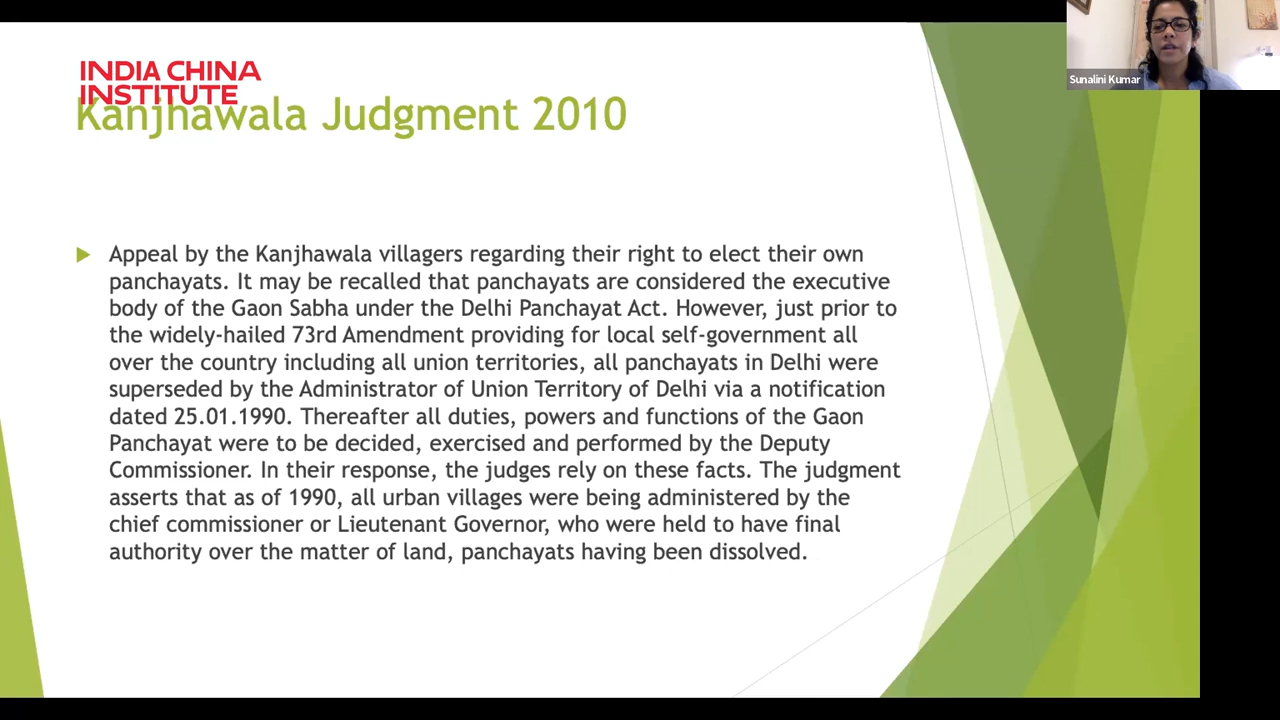 INDIA CHINA
INSTITUTE
Kanjhawala Judgment 2010
Sunalini Kumar
Appeal by the Kanjhawala villagers regarding their right to elect their own
panchayats. It may be recalled that panchayats are considered the executive
body of the Gaon Sabha under the Delhi Panchayat Act. However, just prior to
the widely-hailed 73rd Amendment providing for local self-government all
over the country including all union territories, all panchayats in Delhi were
superseded by the Administrator of Union Territory of Delhi via a notification
dated 25.01.1990. Thereafter all duties, powers and functions of the Gaon
Panchayat were to be decided, exercised and performed by the Deputy
Commissioner. In their response, the judges rely on these facts. The judgment
asserts that as of 1990, all urban villages were being administered by the
chief commissioner or Lieutenant Governor, who were held to have final
authority over the matter of land, panchayats having been dissolved.